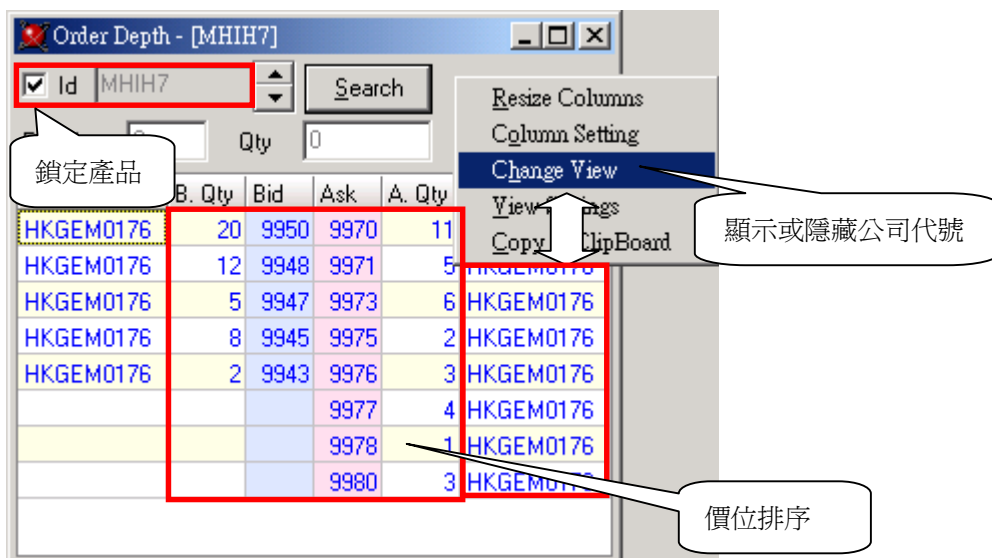 Order Depth - [MHIH7]
Id MHIH7 Search
Qty 0
鎖定產品
Resize Columns
Column Setting
Change View
Copy ClipBoard
顯示或隱藏公司代號
B. Qty Bid Ask A. Qty
HKGEM0176 20 9950 9970 11
HKGEM0176 12 9948 9971 5 HKGEM0176
HKGEM0176 5 9947 9973 6 HKGEM0176
HKGEM0176 8 9945 9975 2 HKGEM0176
HKGEM0176 2 9943 9976 3 HKGEM0176
9977 4 HKGEM0176
9978 1 HKGEM0176
9980 3 HKGEM0176
價位排序